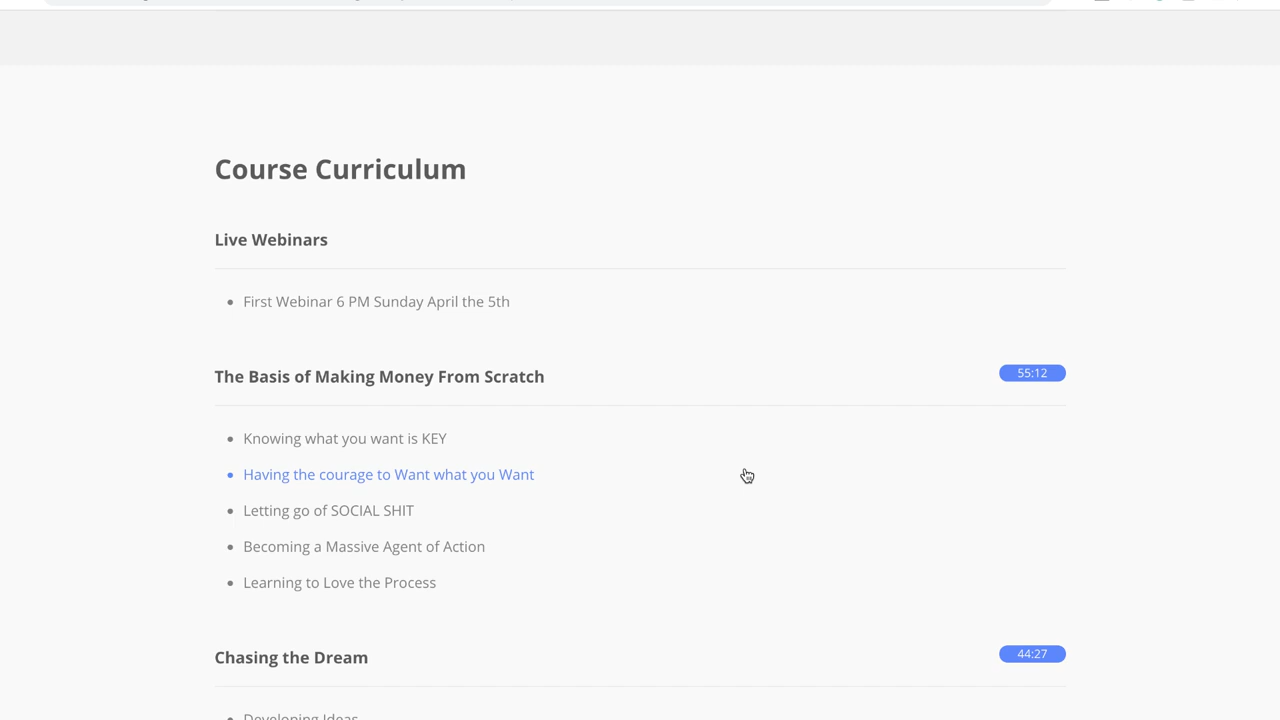 Course Curriculum
Live Webinars
First Webinar 6 PM Sunday April the 5th
The Basis of Making Money From Scratch
55:12
Knowing what you want is KEY
Having the courage to Want what you Want
Letting go of SOCIAL SHIT
Becoming a Massive Agent of Action
Learning to Love the Process
Chasing the Dream
44:27
Developing Ideas